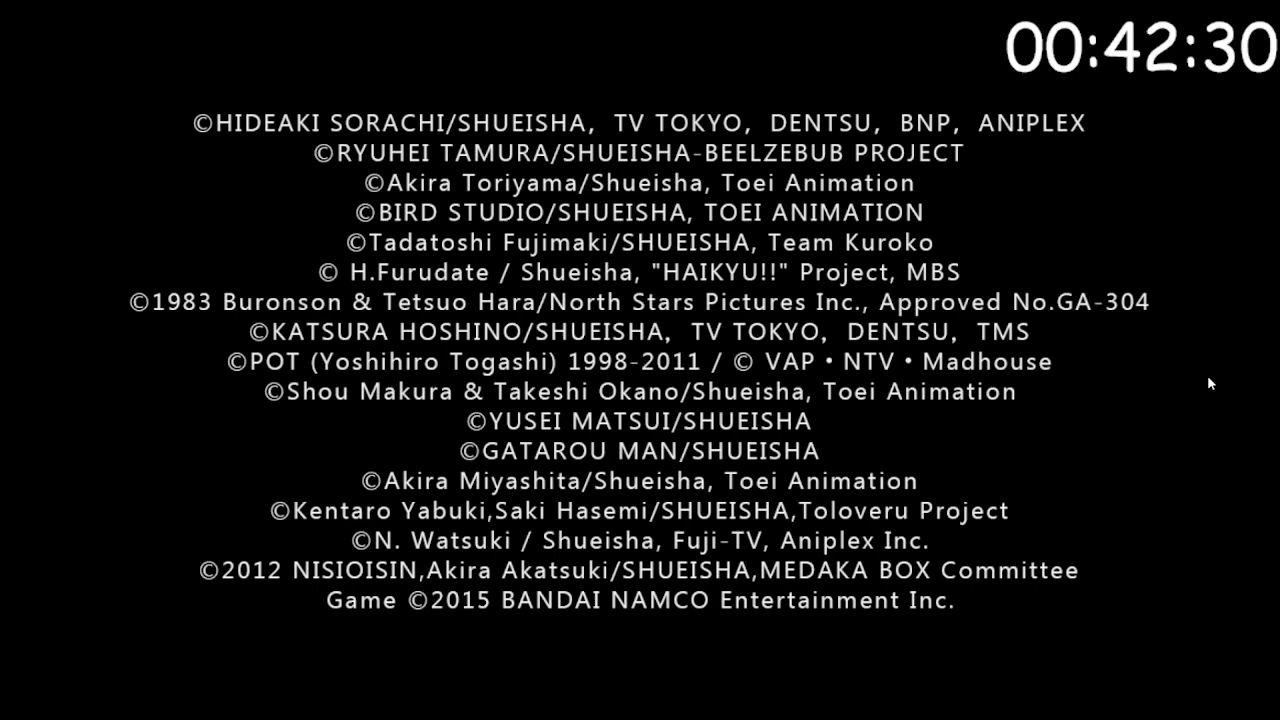 00:42:30
©HIDEAKI SORACHI/SHUEISHA，TV TOKYO，DENTSU，BNP，ANIPLEX
©RYUHEI TAMURA/SHUEISHA-BEELZEBUB PROJECT
©Akira Toriyama/Shueisha, Toei Animation
©BIRD STUDIO/SHUEISHA, TOEI ANIMATION
©Tadatoshi Fujimaki/SHUEISHA, Team Kuroko
© H.Furudate / Shueisha, "HAIKYU!!" Project, MBS
©1983 Buronson & Tetsuo Hara/North Stars Pictures Inc., Approved No.GA-304
©KATSURA HOSHINO/SHUEISHA，TV TOKYO，DENTSU，TMS
©POT (Yoshihiro Togashi) 1998-2011 / © VAP・NTV・Madhouse
©Shou Makura & Takeshi Okano/Shueisha, Toei Animation
©YUSEI MATSUI/SHUEISHA
©GATAROU MAN/SHUEISHA
©Akira Miyashita/Shueisha, Toei Animation
©Kentaro Yabuki,Saki Hasemi/SHUEISHA,Toloveru Project
©N. Watsuki / Shueisha, Fuji-TV, Aniplex Inc.
©2012 NISIOISIN,Akira Akatsuki/SHUEISHA,MEDAKA BOX Committee
Game ©2015 BANDAI NAMCO Entertainment Inc.